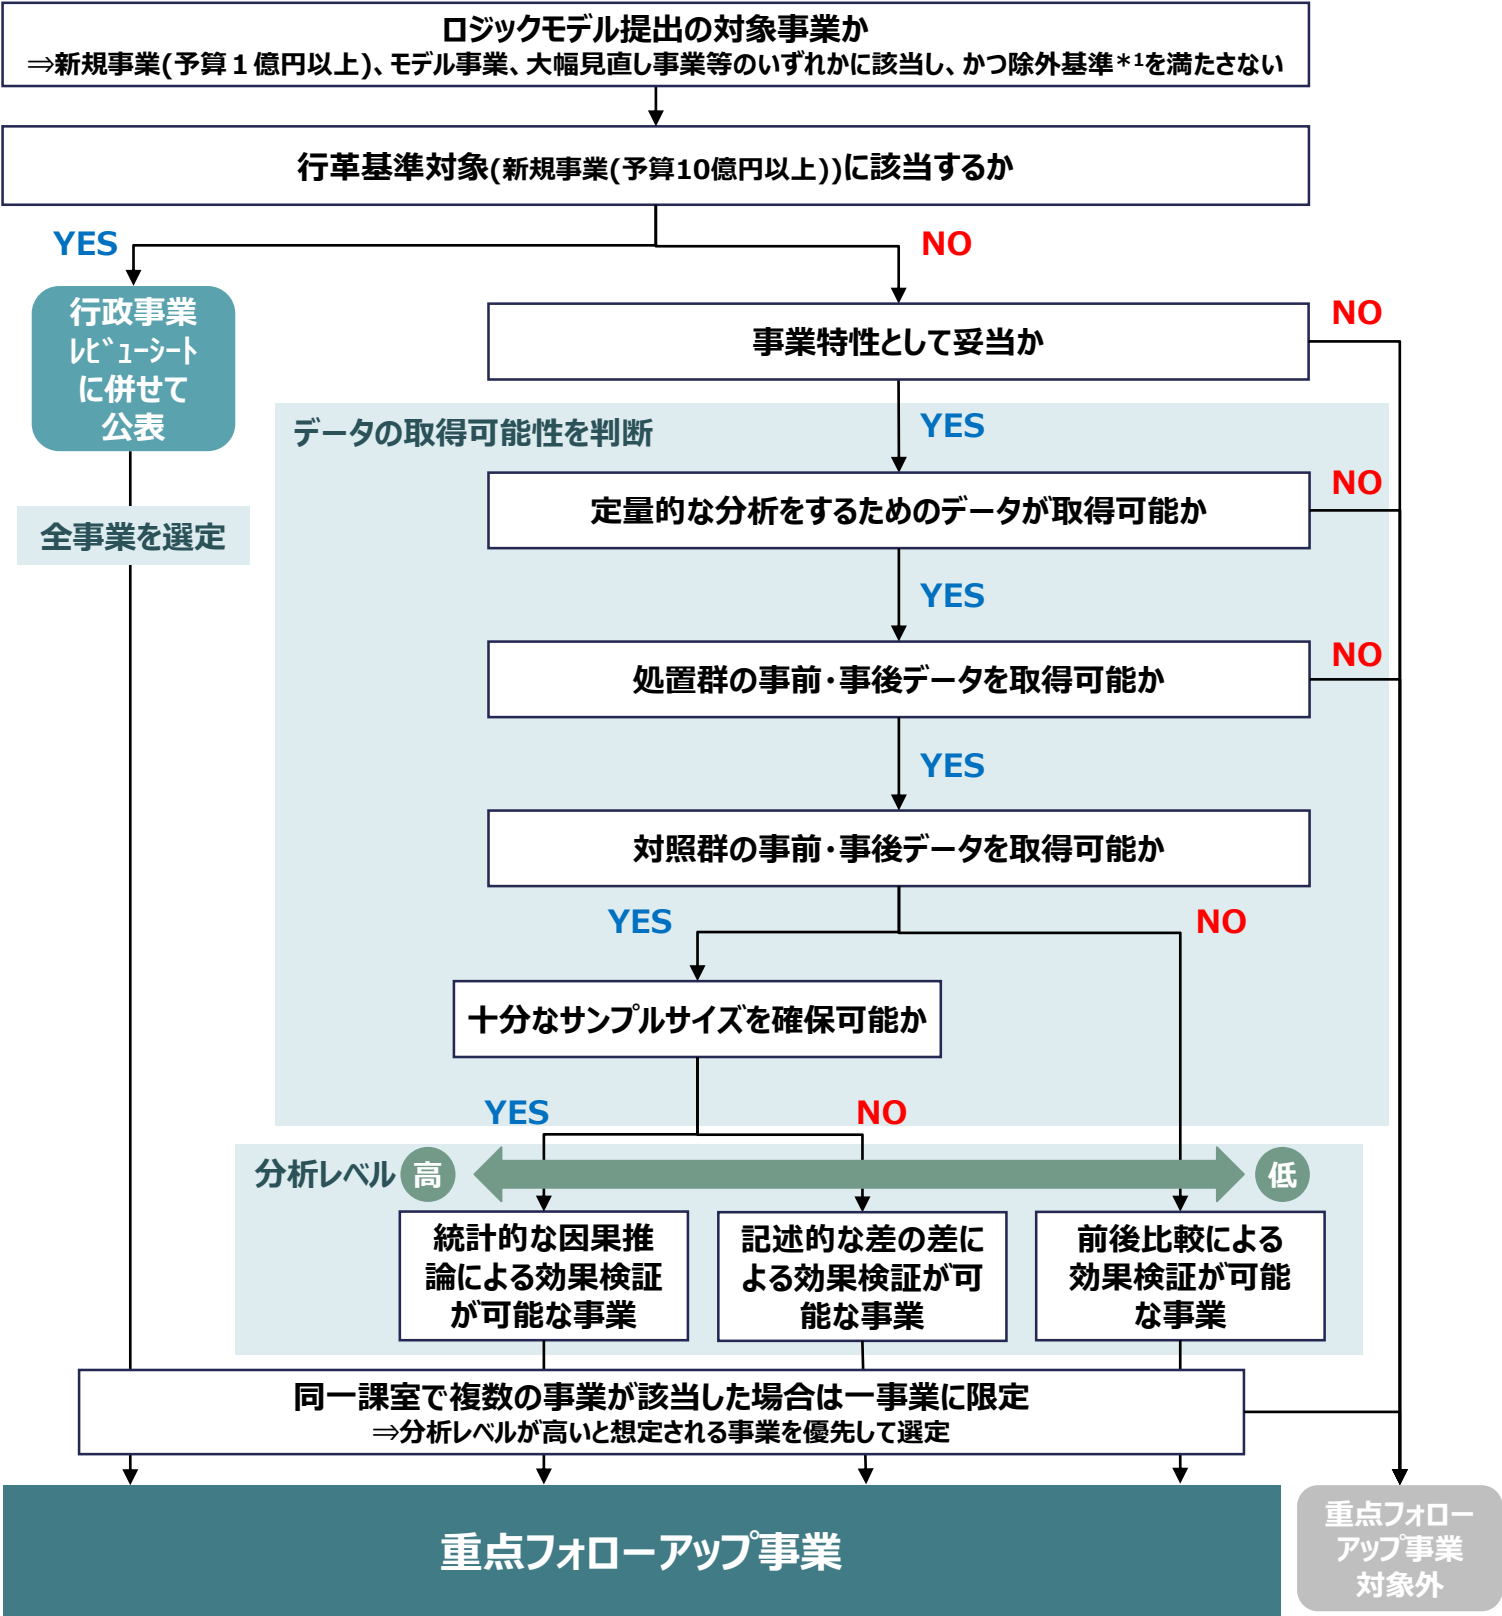 ロジックモデル提出の対象事業か
⇒新規事業(予算１億円以上)、モデル事業、大幅見直し事業等のいずれかに該当し、かつ除外基準*1を満たさない
行革基準対象(新規事業(予算10億円以上))に該当するか
YES
NO
行政事業
ﾚﾋﾞｭｰｼｰﾄ
に併せて
公表
事業特性として妥当か
NO
データの取得可能性を判断
YES
定量的な分析をするためのデータが取得可能か
NO
全事業を選定
YES
処置群の事前・事後データを取得可能か
NO
YES
対照群の事前・事後データを取得可能か
YES
NO
十分なサンプルサイズを確保可能か
YES
NO
分析レベル
高
低
統計的な因果推
論による効果検証
が可能な事業
記述的な差の差に
よる効果検証が可
能な事業
前後比較による
効果検証が可能
な事業
同一課室で複数の事業が該当した場合は一事業に限定
⇒分析レベルが高いと想定される事業を優先して選定
重点フォローアップ事業
重点フォロー
アップ事業
対象外